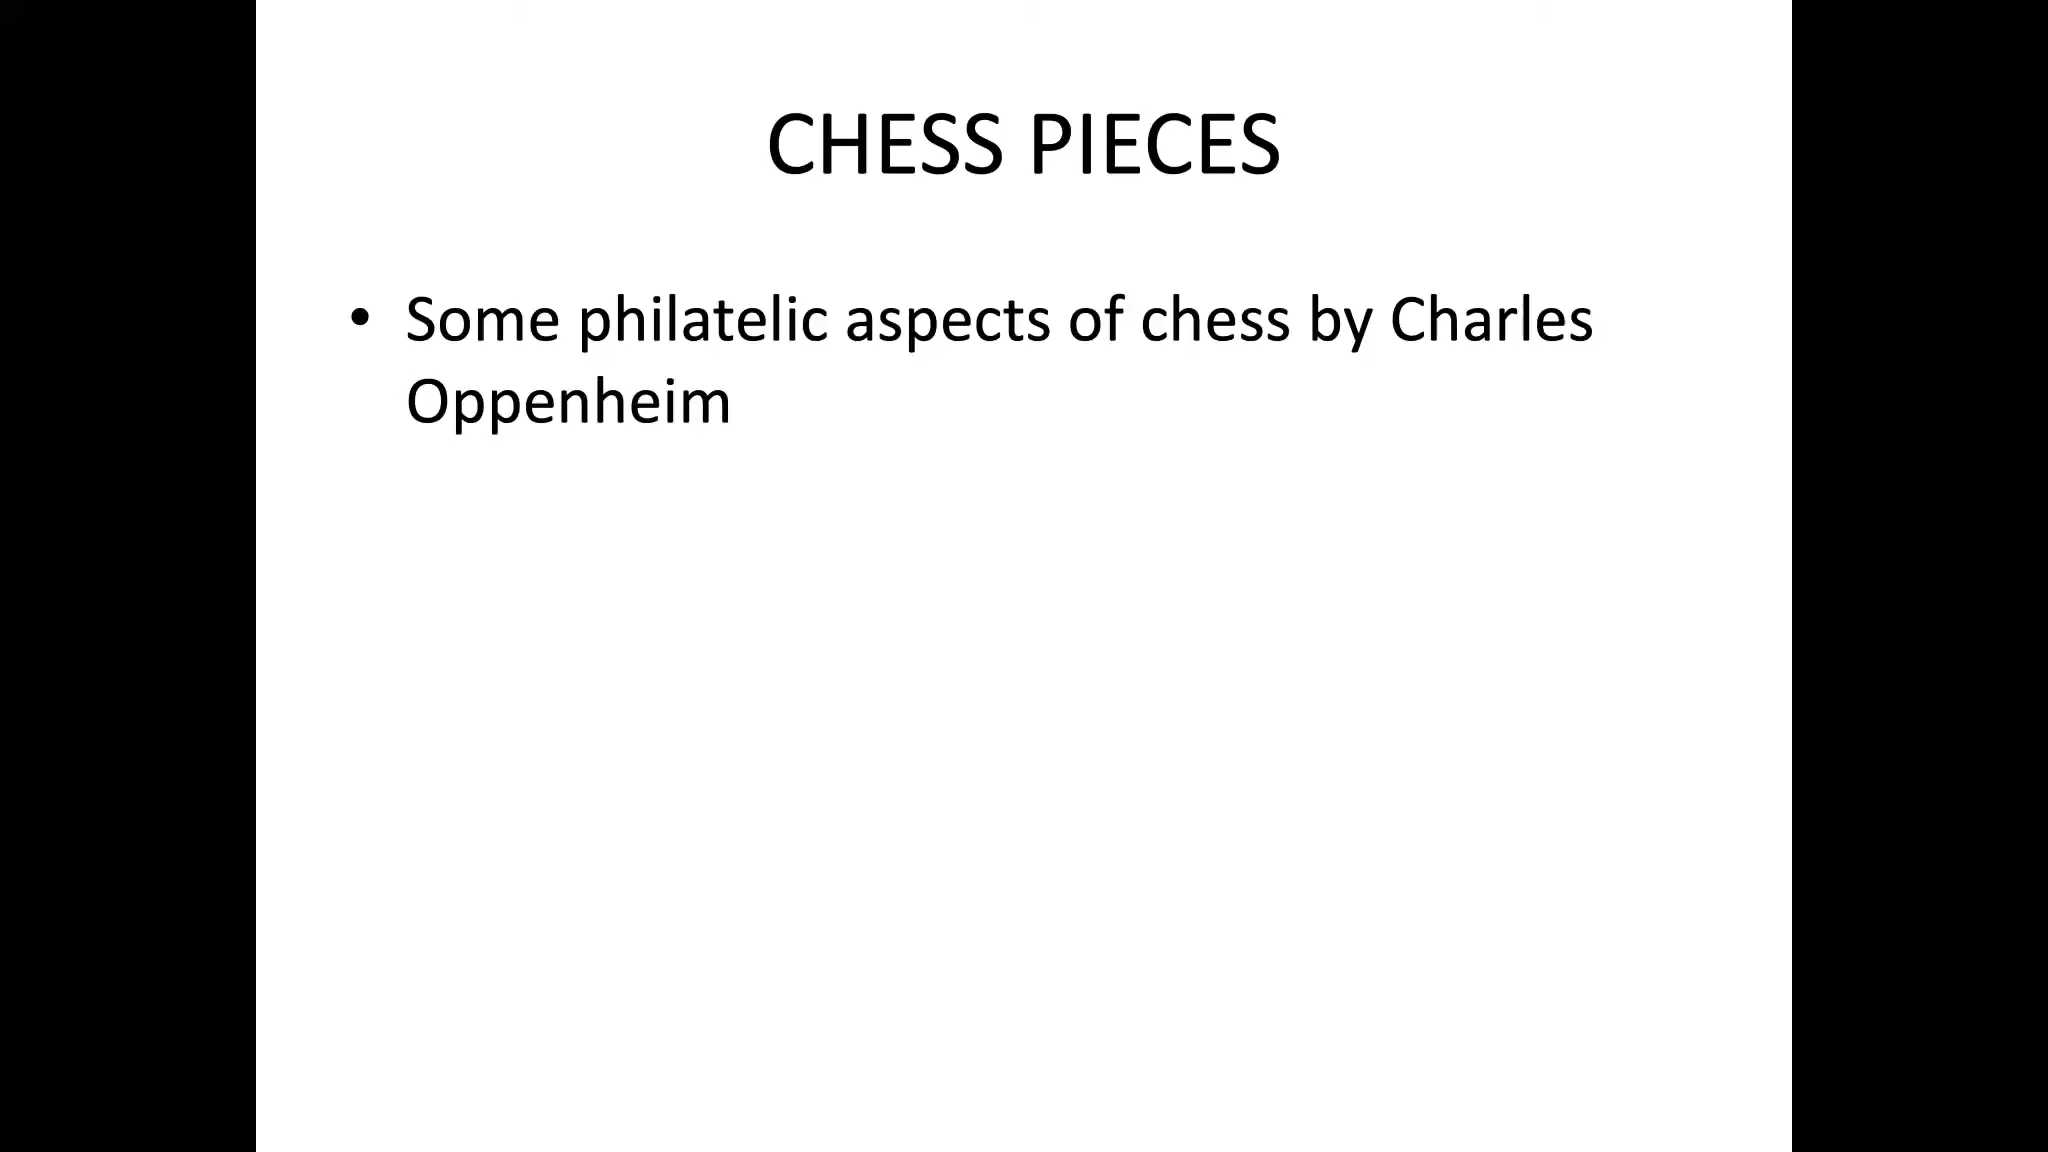 CHESS PIECES
• Some philatelic aspects of chess by Charles
Oppenheim